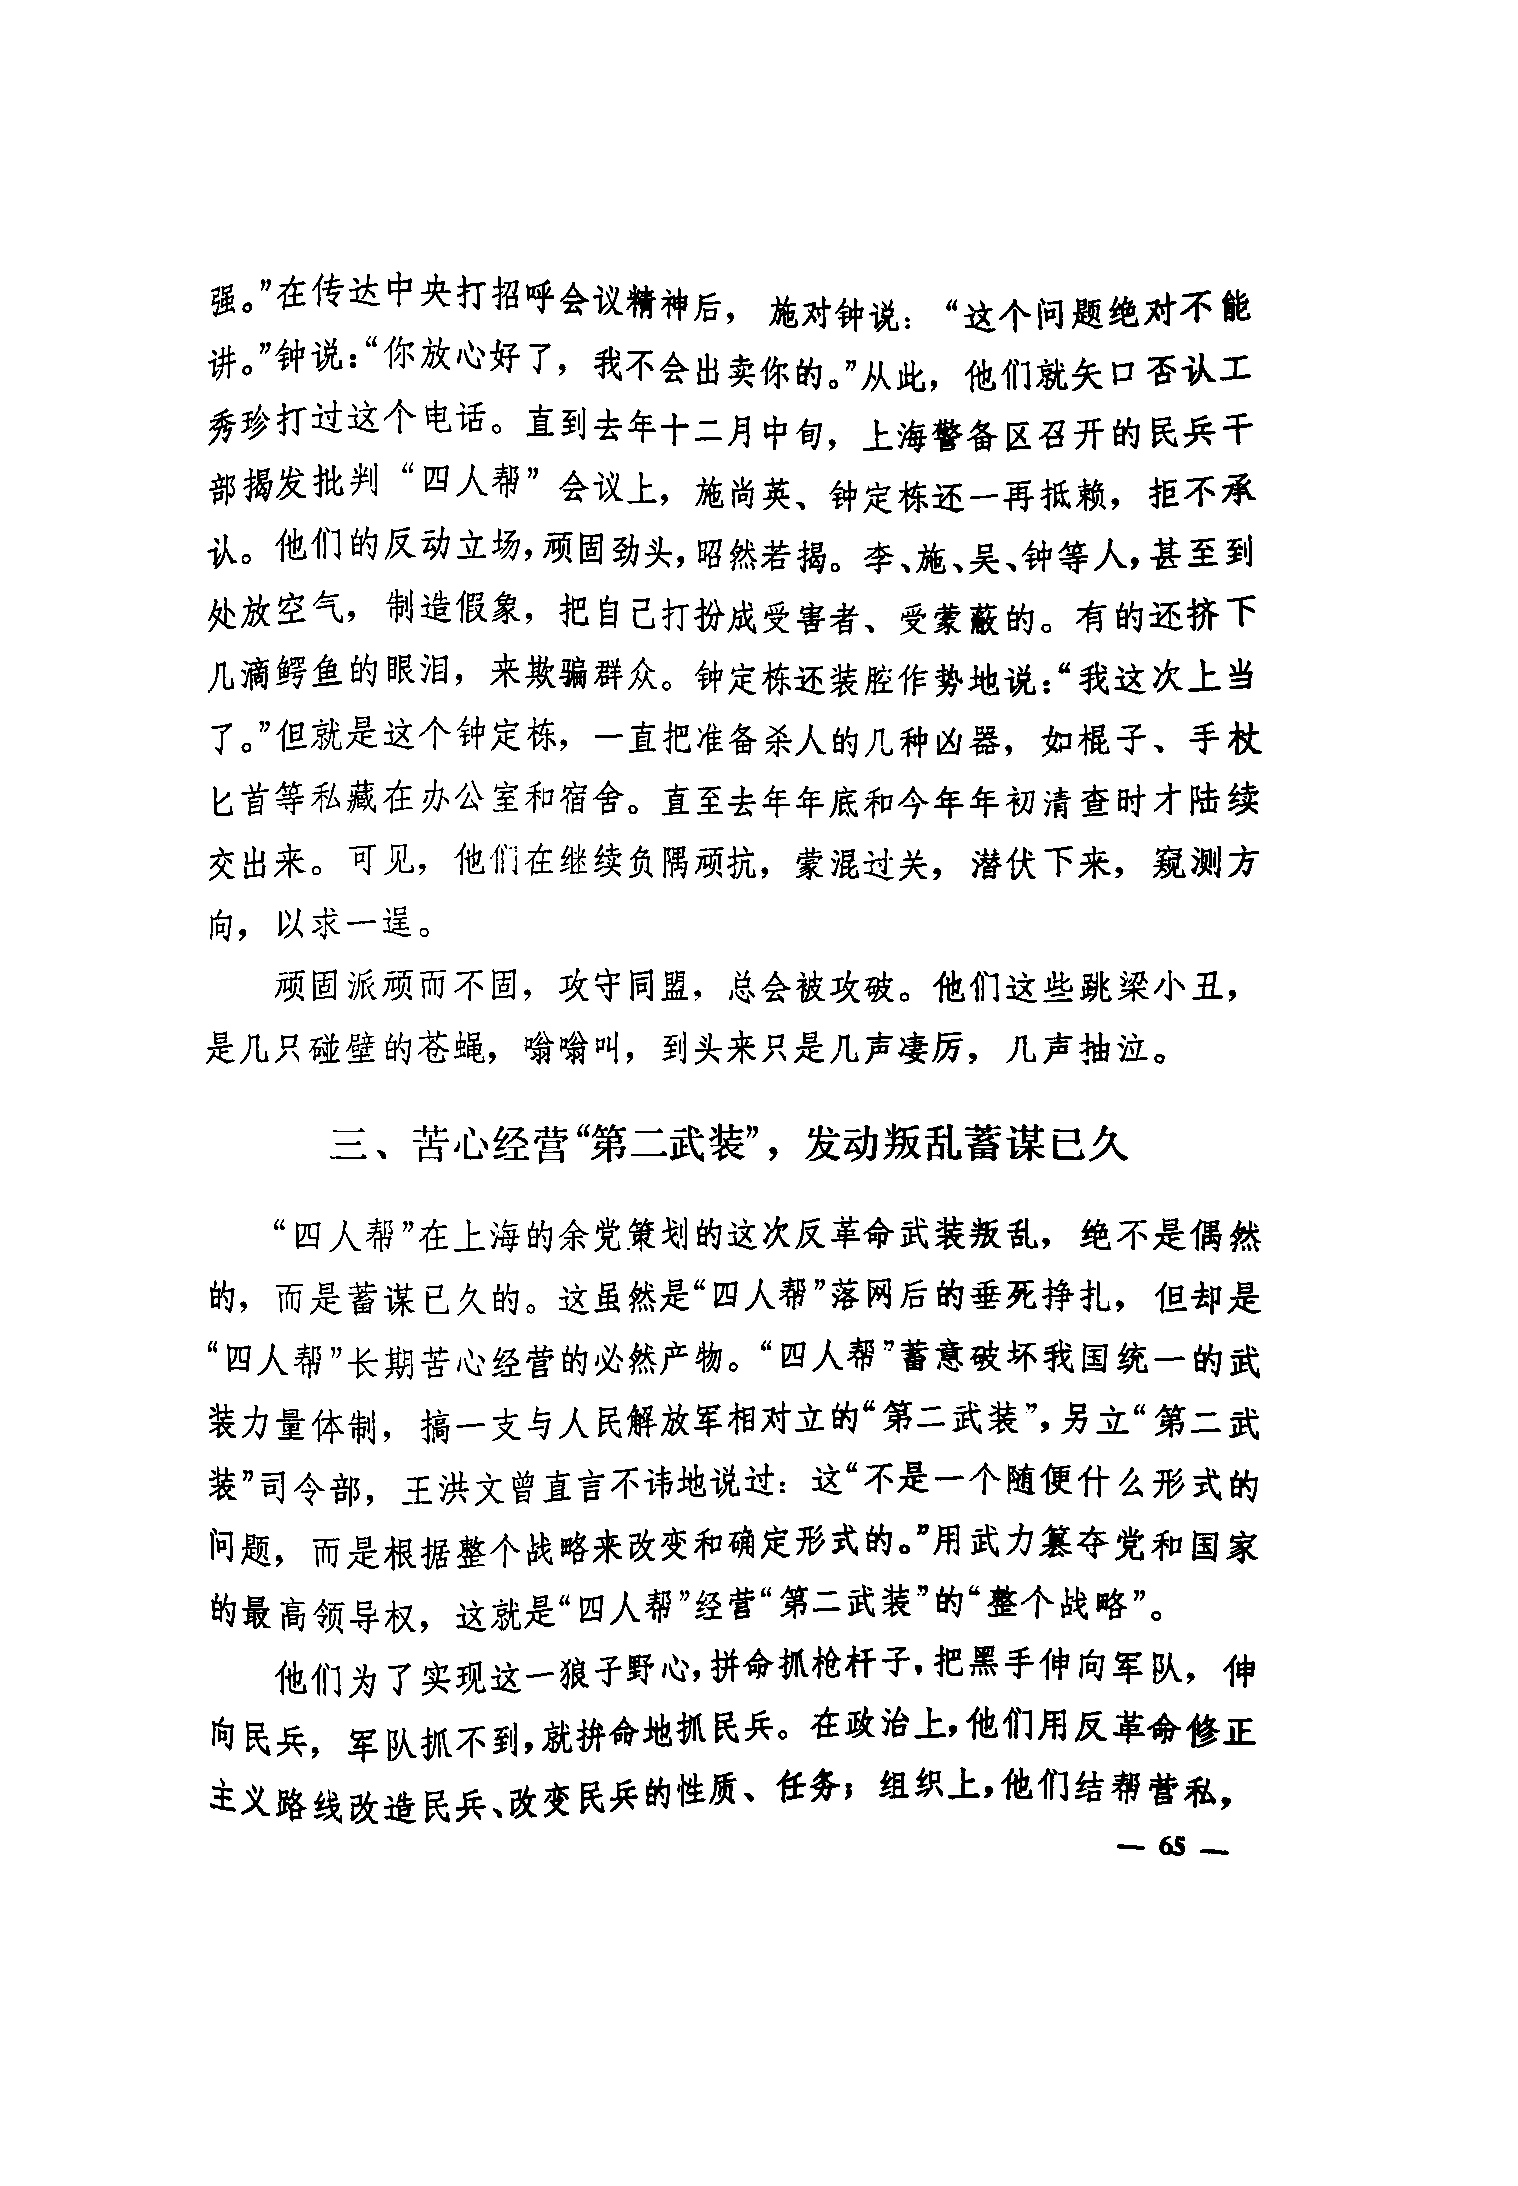 强。”在传达中央打招呼会议精神后，施对钟说：“这个问题绝对不能
讲。”钟说：“你放心好了，我不会出卖你的。”从此，他们就矢口否认工
秀珍打过这个电话。直到去年十二月中旬，上海警备区召开的民兵干
部揭发批判“四人帮”会议上，施尚英、钟定栋还一再抵赖，拒不承
认。他们的反动立场，顽固劲头，昭然若揭。李、施、吴、钟等人，甚至到
处放空气，制造假象，把自己打扮成受害者、受蒙蔽的。有的还挤下
几滴鳄鱼的眼泪，来欺骗群众。钟定栋还装腔作势地说：“我这次上当
了。”但就是这个钟定栋，一直把准备杀人的几种凶器，如棍子、手杖
匕首等私藏在办公室和宿舍。直至去年年底和今年年初清查时才陆续
交出来。可见，他们在继续负隅顽抗，蒙混过关，潜伏下来，窥测方
向，以求一逞。
顽固派顽而不固，攻守同盟，总会被攻破。他们这些跳梁小丑，
是几只碰壁的苍蝇，嗡嗡叫，到头来只是几声凄厉，几声抽泣。
三、苦心经营“第二武装”，发动叛乱蓄谋已久
“四人帮”在上海的余党策划的这次反革命武装叛乱，绝不是偶然
的，而是蓄谋已久的。这虽然是“四人帮”落网后的垂死挣扎，但却是
“四人帮”长期苦心经营的必然产物。“四人帮”蓄意破坏我国统一的武
装力量体制，搞一支与人民解放军相对立的“第二武装”，另立“第二武
装”司令部，王洪文曾直言不讳地说过：这“不是一个随便什么形式的
问题，而是根据整个战略来改变和确定形式的。”用武力篡夺党和国家
的最高领导权，这就是“四人帮”经营“第二武装”的“整个战略”。
他们为了实现这一狼子野心，拼命抓枪杆子，把黑手伸向军队，伸
向民兵，军队抓不到，就拚命地抓民兵。在政治上，他们用反革命修正
主义路线改造民兵、改变民兵的性质、任务；组织上，他们结帮营私，
— 65 —